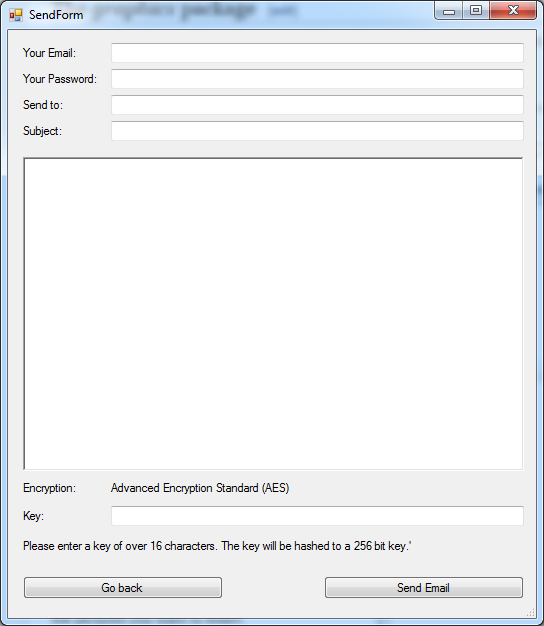 SendForm
Your Email:
Your Password:
Send to:
Subject:
Encryption: Advanced Encryption Standard (AES)
Key:
Please enter a key of over 16 characters. The key will be hashed to a 256 bit key.'
Go back Send Email